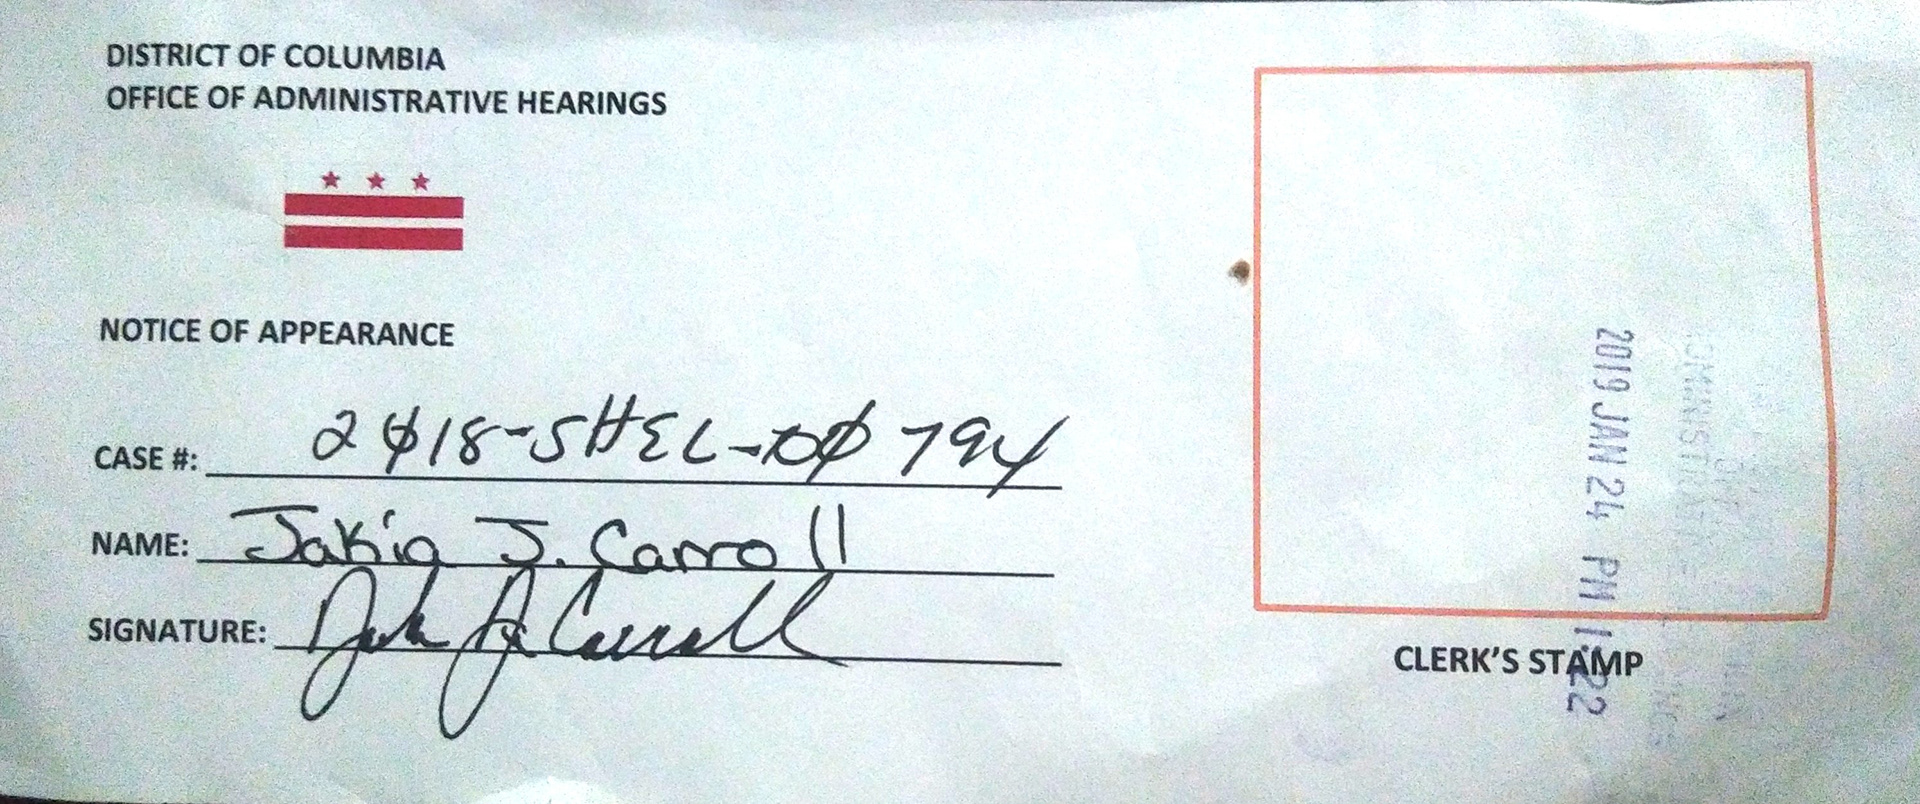 DISTRICT OF COLUMBIA
OFFICE OF ADMINISTRATIVE HEARINGS
NOTICE OF APPEARANCE
CASE #: 2018-SHEL-00794
NAME: Jakia J. Carroll
SIGNATURE: J. Carroll
2019 JAN 24 PM 1:22
CLERK'S STAMP